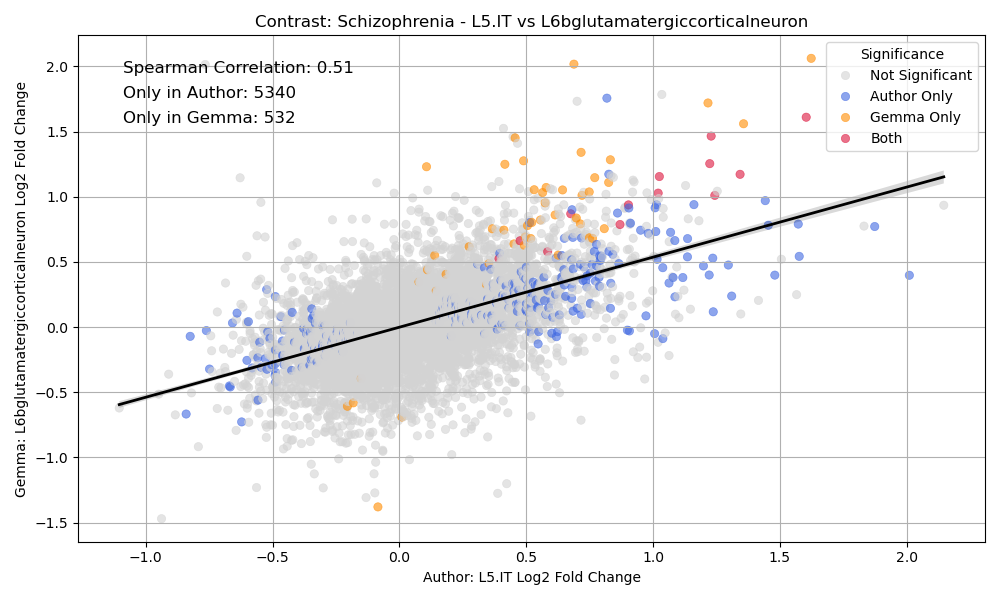 Contrast: Schizophrenia - L5.IT vs L6bglutamatergiccorticalneuron
Spearman Correlation: 0.51
Only in Author: 5340
Only in Gemma: 532
Significance
Not Significant
Author Only
Gemma Only
Both
Gemma: L6bglutamatergiccorticalneuron Log2 Fold Change
2.0
1.5
1.0
0.5
0.0
−0.5
−1.0
−1.5
−1.0
−0.5
0.0
0.5
1.0
1.5
2.0
Author: L5.IT Log2 Fold Change